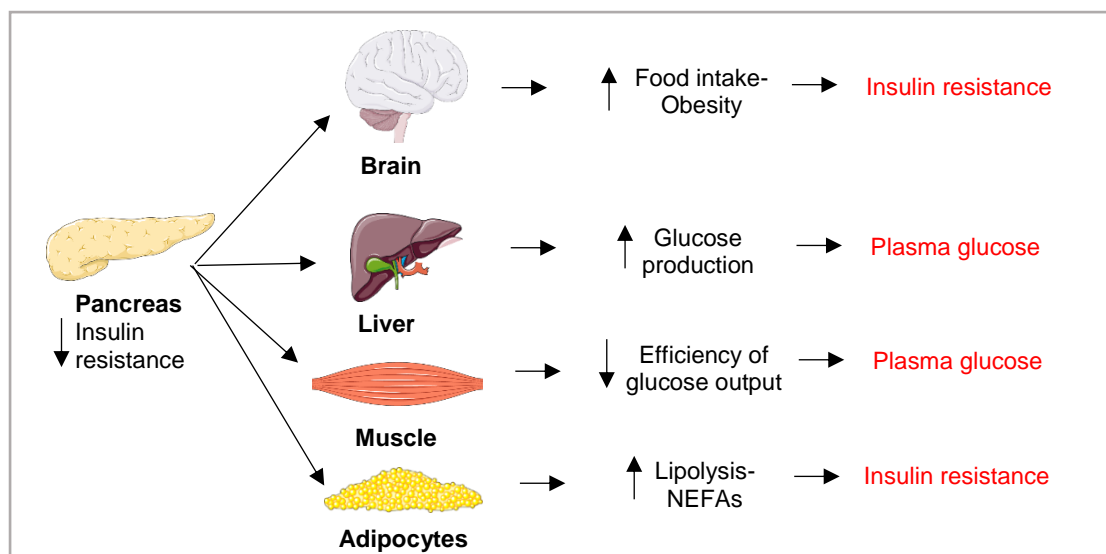 Brain
Food intake-
Obesity
Insulin resistance
Pancreas
Insulin
resistance
Liver
Glucose
production
Plasma glucose
Muscle
Efficiency of
glucose output
Plasma glucose
Adipocytes
Lipolysis-
NEFAs
Insulin resistance